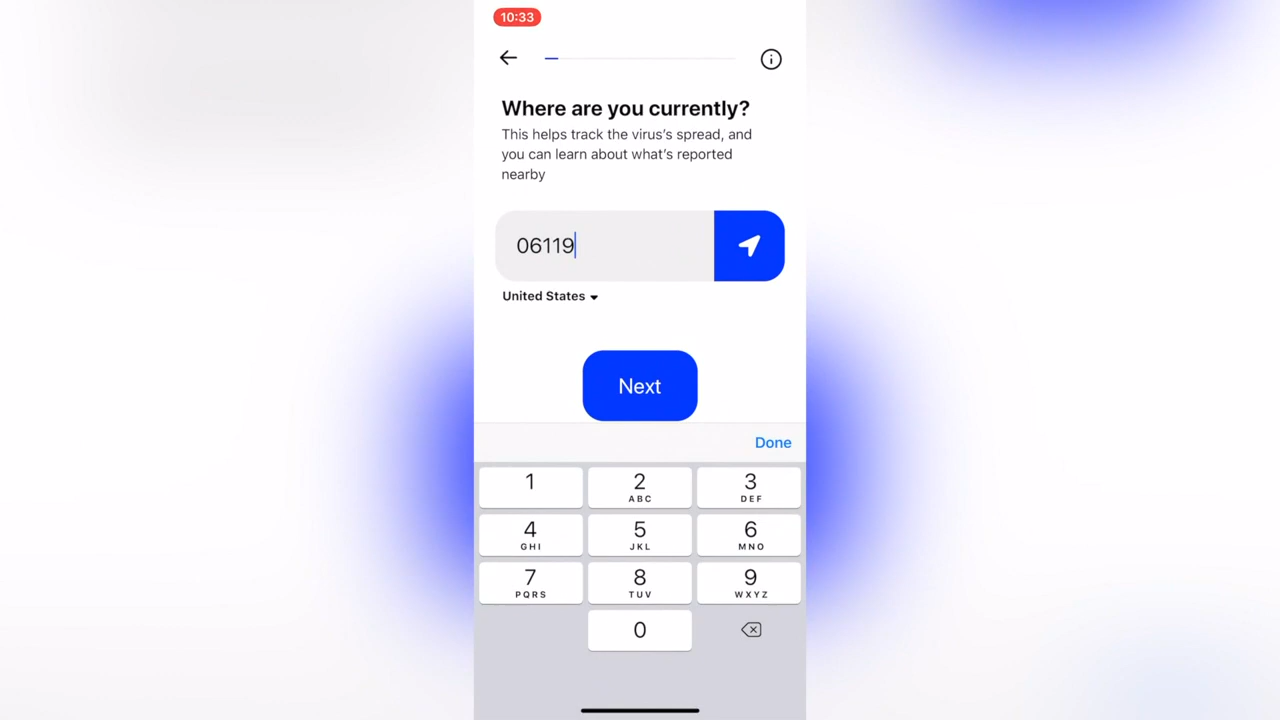 10:33
Where are you currently?
This helps track the virus’s spread, and
you can learn about what’s reported
nearby
06119
United States
Next
Done
1
2
ABC
3
DEF
4
GHI
5
JKL
6
MNO
7
PQRS
8
TUV
9
WXYZ
0